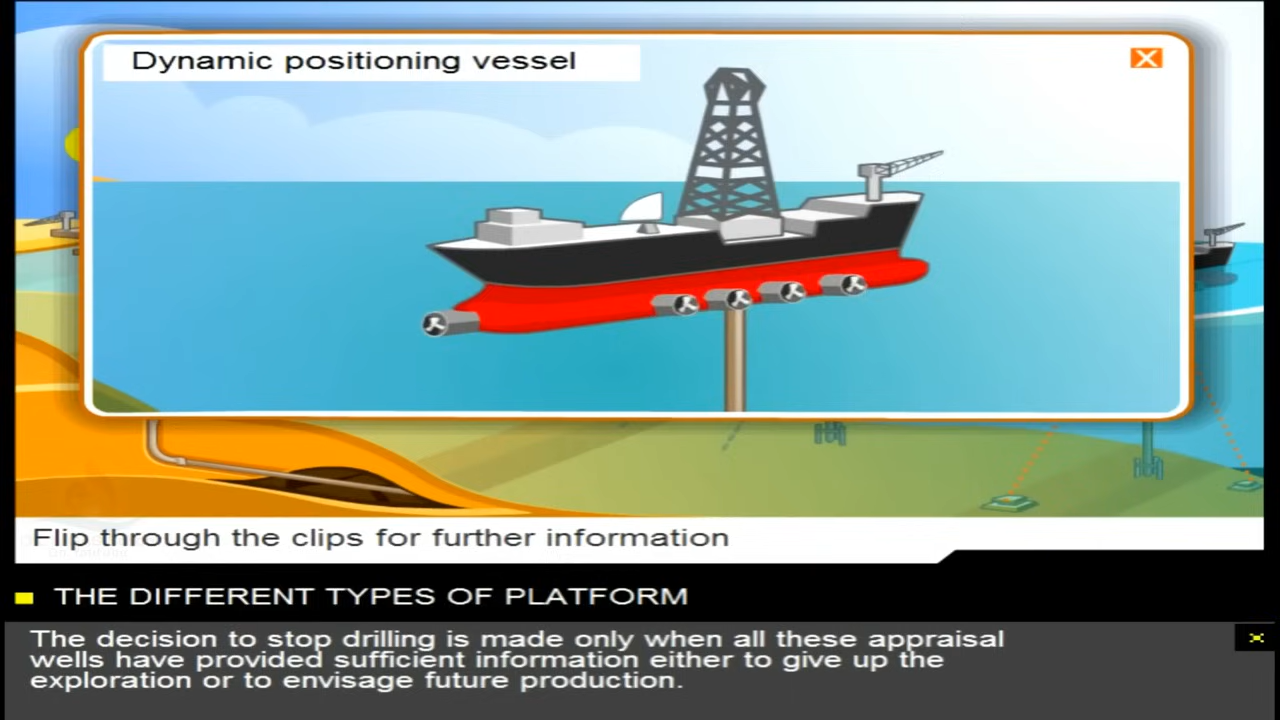 Dynamic positioning vessel
Flip through the clips for further information
THE DIFFERENT TYPES OF PLATFORM
The decision to stop drilling is made only when all these appraisal
wells have provided sufficient information either to give up the
exploration or to envisage future production.